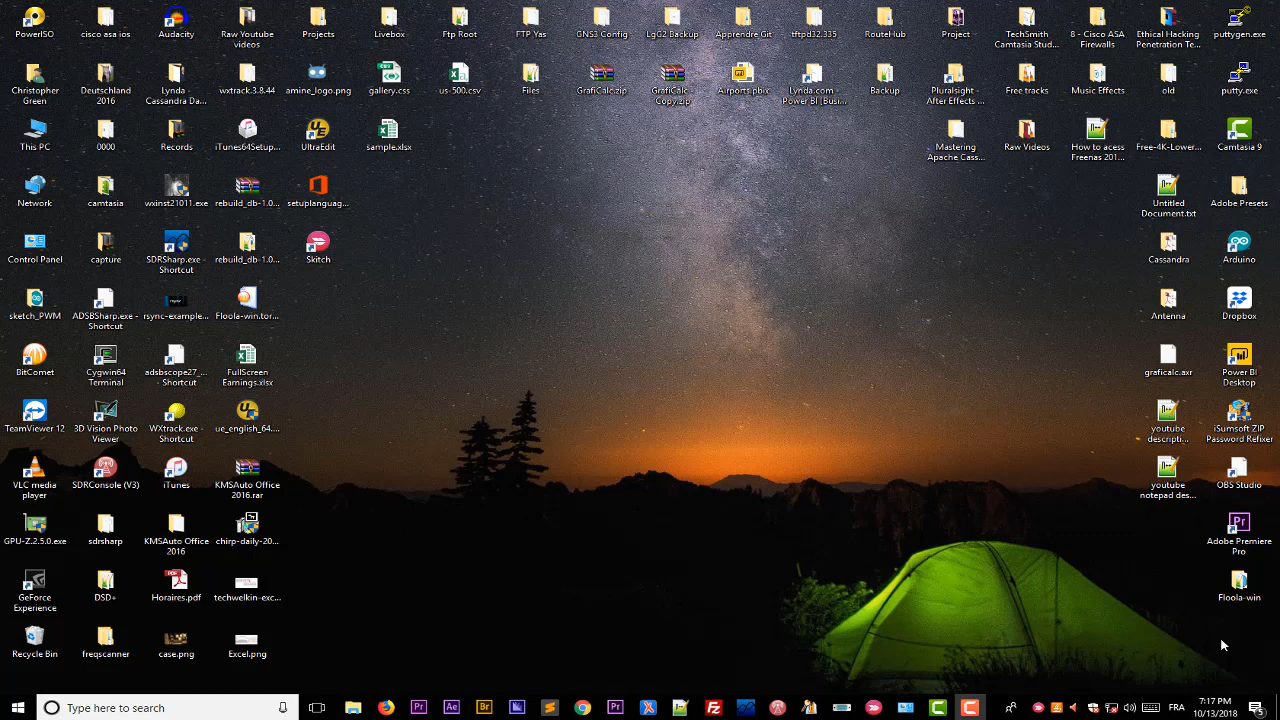 PowerISO
cisco asa ios
Audacity
Raw Youtube
videos
Projects
Livebox
Ftp Root
FTP Yas
GNS3 Config
LgG2 Backup
Apprendre Git
tftpd32.335
RouteHub
Project
TechSmith
Camtasia Stud...
8 - Cisco ASA
Firewalls
Ethical Hacking
Penetration Te...
puttygen.exe
Christopher
Green
Deutschland
2016
Lynda -
Cassandra Da...
wxtrack.3.8.44
amine_logo.png
gallery.css
us-500.csv
Files
GrafiCalc.zip
GrafiCalc -
Copy.zip
Airports.pbix
Lynda.com -
Power BI [Busi...
Backup
Pluralsight -
After Effects ...
Free tracks
Music Effects
old
putty.exe
This PC
0000
Records
iTunes64Setup...
UltraEdit
sample.xlsx
Mastering
Apache Cass...
Raw Videos
How to acess
Freenas 201...
Free-4K-Lower...
Camtasia 9
Network
camtasia
wxinst21011.exe
rebuild_db-1.0...
setuplanguag...
Untitled
Document.txt
Adobe Presets
Control Panel
capture
SDRSharp.exe -
Shortcut
rebuild_db-1.0...
Skitch
Cassandra
Arduino
sketch_PWM
ADSBSharp.exe -
Shortcut
rsync-example...
Floola-win.tor...
Antenna
Dropbox
BitComet
Cygwin64
Terminal
adsbscope27_...
- Shortcut
FullScreen
Earnings.xlsx
graficalc.axr
Power BI
Desktop
TeamViewer 12
3D Vision Photo
Viewer
WXtrack.exe -
Shortcut
ue_english_64....
youtube
descripti...
iSumsoft ZIP
Password Refixer
VLC media
player
SDRConsole (V3)
iTunes
KMSAuto Office
2016.rar
youtube
notepad des...
OBS Studio
GPU-Z.2.5.0.exe
sdrsharp
KMSAuto Office
2016
chirp-daily-20...
Adobe Premiere
Pro
GeForce
Experience
DSD+
Horaires.pdf
techwelkin-exc...
Floola-win
Recycle Bin
freqscanner
case.png
Excel.png
Type here to search
FRA
7:17 PM
10/13/2018